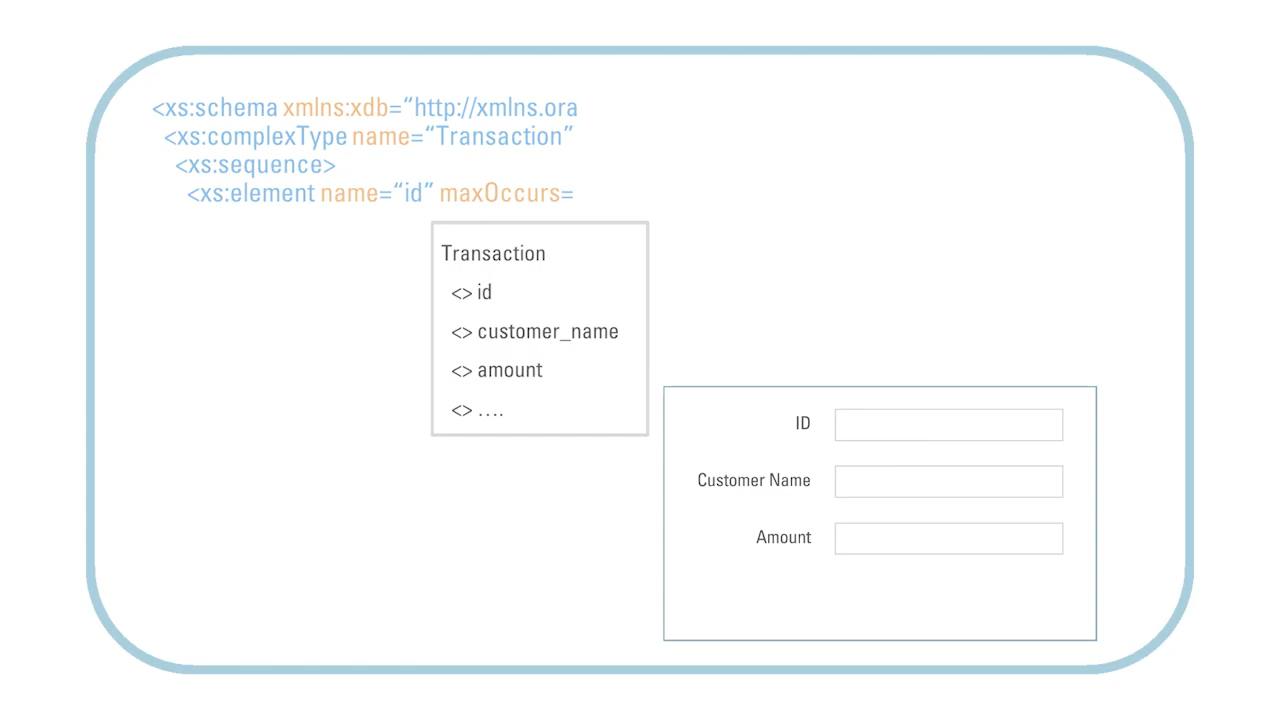 <xs:schema xmlns:xdb=“http://xmlns.ora
<xs:complexType name=“Transaction”
<xs:sequence>
<xs:element name=“id” maxOccurs=
Transaction
<> id
<> customer_name
<> amount
<> ....
ID
Customer Name
Amount